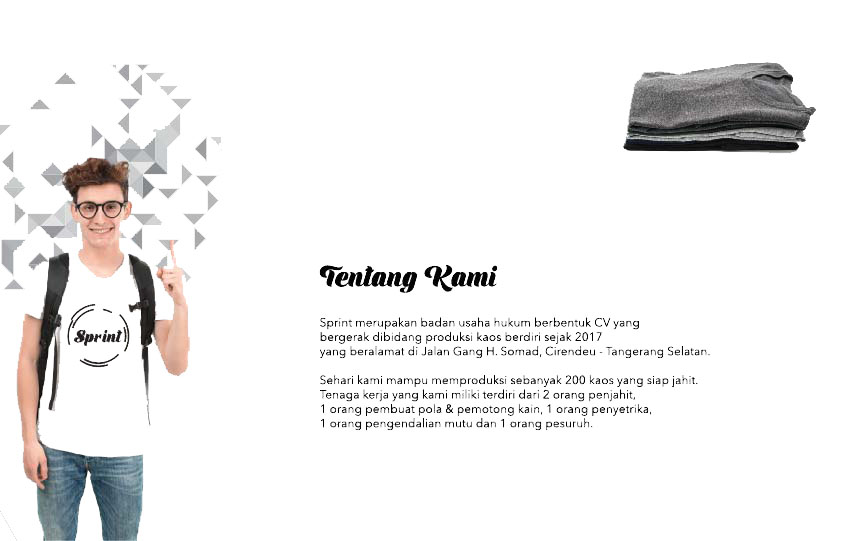 Sprint
Tentang Kami
Sprint merupakan badan usaha hukum berbentuk CV yang
bergerak dibidang produksi kaos berdiri sejak 2017
yang beralamat di Jalan Gang H. Somad, Cirendeu - Tangerang Selatan.
Sehari kami mampu memproduksi sebanyak 200 kaos yang siap jahit.
Tenaga kerja yang kami miliki terdiri dari 2 orang penjahit,
1 orang pembuat pola & pemotong kain, 1 orang penyetrika,
1 orang pengendalian mutu dan 1 orang pesuruh.